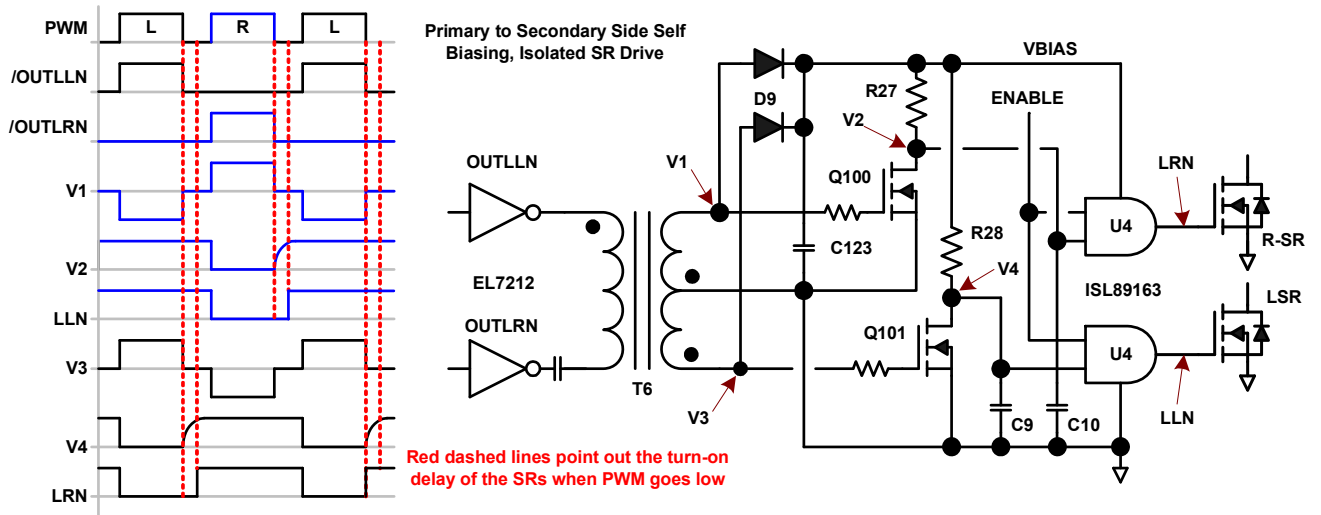 PWM
L
R
L
/OUTLLN
/OUTLRN
V1
V2
LLN
V3
V4
LRN
Primary to Secondary Side Self
Biasing, Isolated SR Drive
VBIAS
D9
R27
ENABLE
V2
V1
OUTLLN
Q100
LRN
U4
R-SR
C123
R28
V4
EL7212
ISL89163
LSR
OUTLRN
Q101
U4
T6
V3
C9
C10
LLN
Red dashed lines point out the turn-on
delay of the SRs when PWM goes low